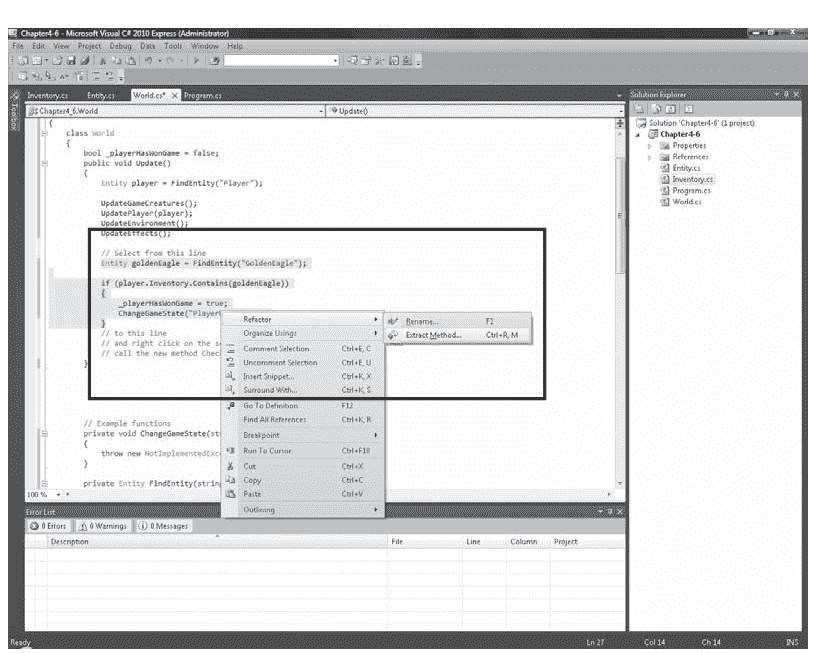 Chapter4-6 - Microsoft Visual C# 2010 Express (Administrator)
File Edit View Project Debug Data Tools Window Help
Inventory.cs Entity.cs World.cs* Program.cs
Chapter4_6.World Update()
Toolbox
{
class World
{
bool _playerHasWonGame = false;
public void Update()
{
Entity player = FindEntity("Player");
UpdateGameCreatures();
UpdatePlayer(player);
UpdateEnvironment();
UpdateEffects();
// Select from this line
Entity goldenEagle = FindEntity("GoldenEagle");
if (player.Inventory.Contains(goldenEagle))
{
_playerHasWonGame = true;
ChangeGameState("Player
}
// to this line
// and right click on the s
// call the new method Chec
}
// Example functions
private void ChangeGameState(st
{
throw new NotImplementedExc
}
private Entity FindEntity(strin
Refactor
Organize Usings
Comment Selection Ctrl+E, C
Uncomment Selection Ctrl+E, U
Insert Snippet... Ctrl+K, X
Surround With... Ctrl+K, S
Go To Definition F12
Find All References Ctrl+K, R
Breakpoint
Run To Cursor Ctrl+F10
Cut Ctrl+X
Copy Ctrl+C
Paste Ctrl+V
Outlining
Rename... F2
Extract Method... Ctrl+R, M
100 %
Solution Explorer
Solution 'Chapter4-6' (1 project)
Chapter4-6
Properties
References
Entity.cs
Inventory.cs
Program.cs
World.cs
Error List
0 Errors 0 Warnings 0 Messages
Description File Line Column Project
Ready Ln 27 Col 14 Ch 14 INS